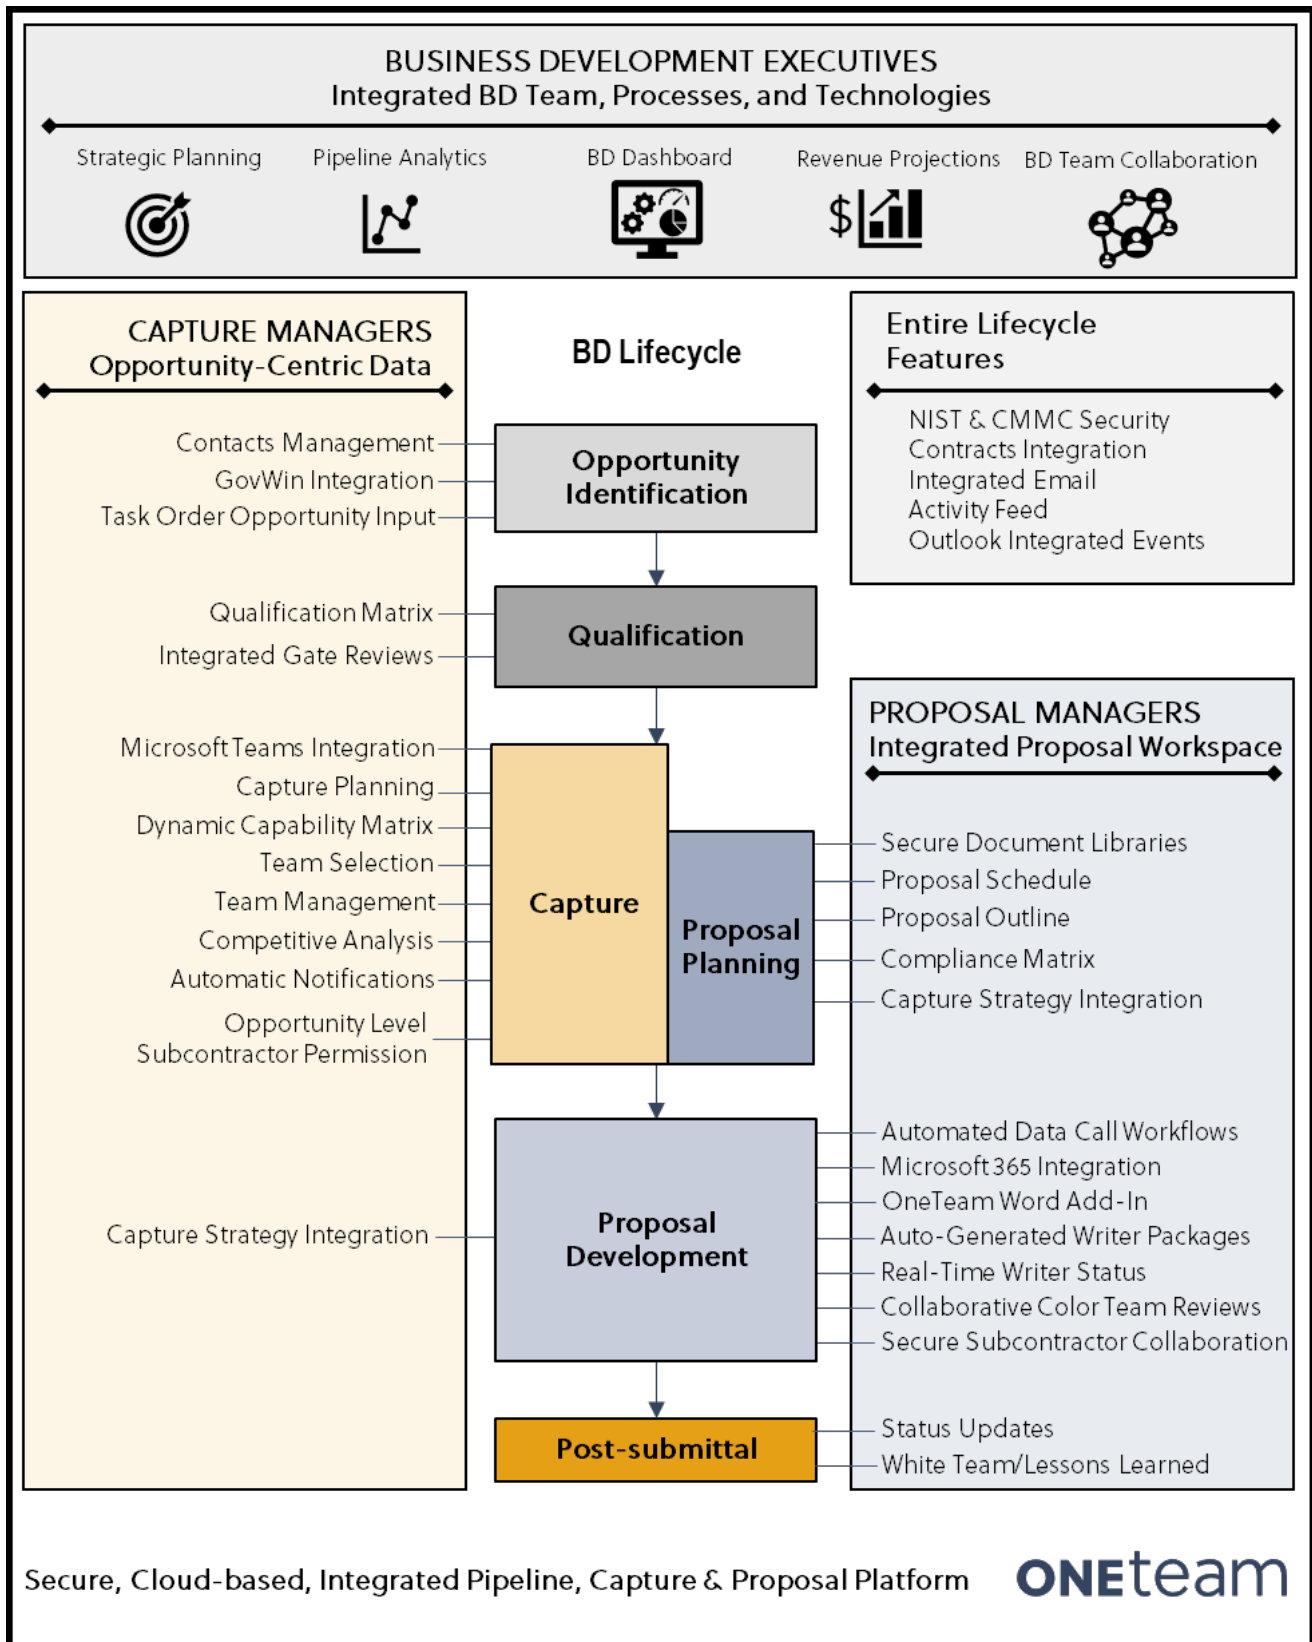 BUSINESS DEVELOPMENT EXECUTIVES
Integrated BD Team, Processes, and Technologies
Strategic Planning
Pipeline Analytics
BD Dashboard
Revenue Projections
BD Team Collaboration
$
CAPTURE MANAGERS
Opportunity-Centric Data
Contacts Management
GovWin Integration
Task Order Opportunity Input
Qualification Matrix
Integrated Gate Reviews
Microsoft Teams Integration
Capture Planning
Dynamic Capability Matrix
Team Selection
Team Management
Competitive Analysis
Automatic Notifications
Opportunity Level
Subcontractor Permission
Capture Strategy Integration
BD Lifecycle
Opportunity
Identification
Qualification
Capture
Proposal
Planning
Proposal
Development
Post-submittal
Entire Lifecycle
Features
NIST & CMMC Security
Contracts Integration
Integrated Email
Activity Feed
Outlook Integrated Events
PROPOSAL MANAGERS
Integrated Proposal Workspace
Secure Document Libraries
Proposal Schedule
Proposal Outline
Compliance Matrix
Capture Strategy Integration
Automated Data Call Workflows
Microsoft 365 Integration
OneTeam Word Add-In
Auto-Generated Writer Packages
Real-Time Writer Status
Collaborative Color Team Reviews
Secure Subcontractor Collaboration
Status Updates
White Team/Lessons Learned
Secure, Cloud-based, Integrated Pipeline, Capture & Proposal Platform
ONEteam